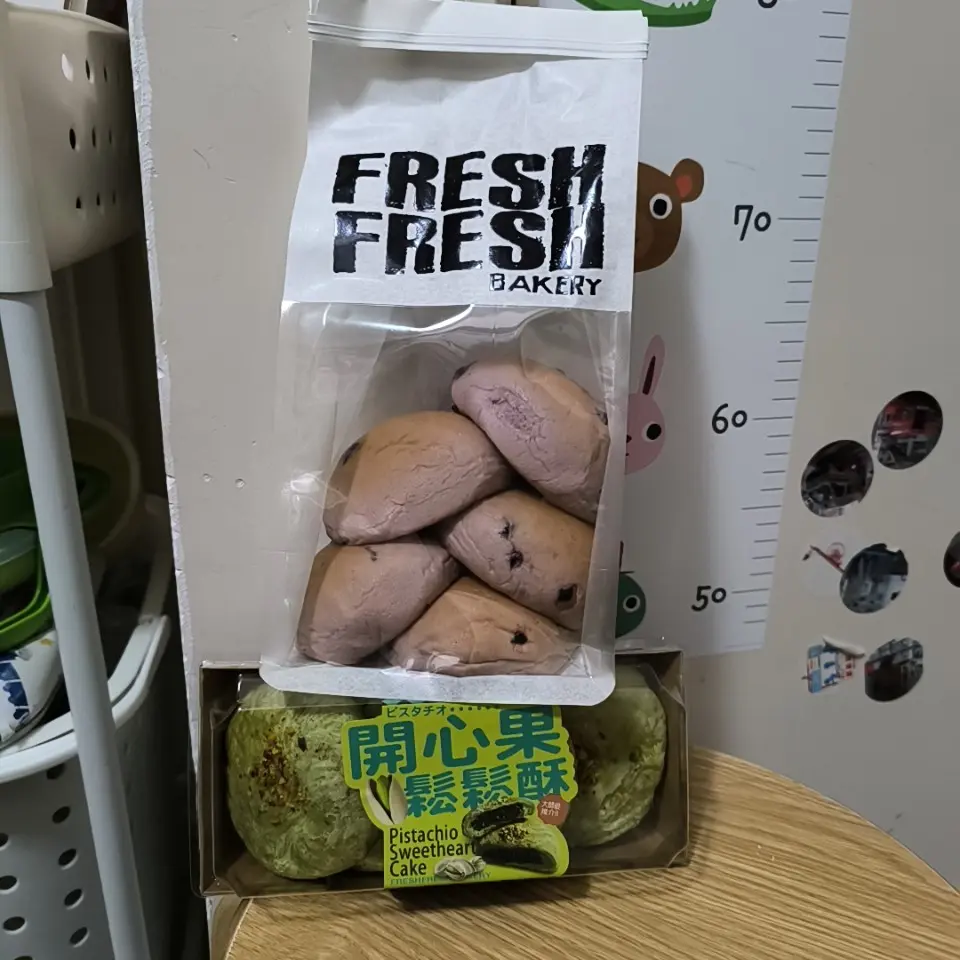 FRESH
FRESH
BAKERY
70
60
50
ピスタチオ
開心果
鬆鬆酥
Pistachio
Sweetheart
Cake